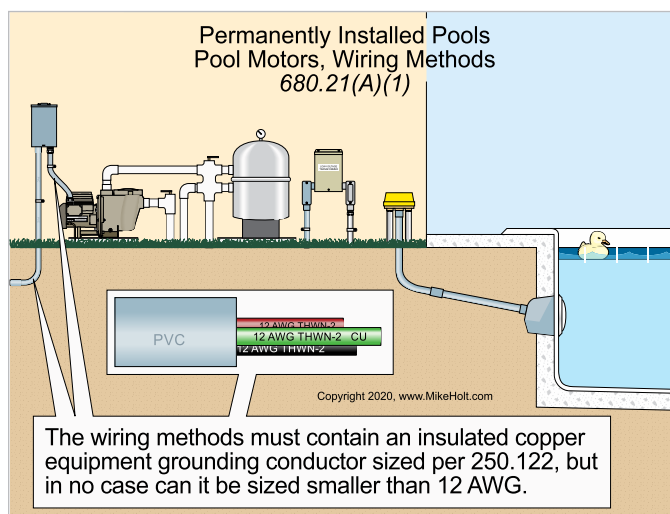 Permanently Installed Pools
Pool Motors, Wiring Methods
680.21(A)(1)
PVC
12 AWG THWN-2
12 AWG THWN-2 CU
12 AWG THWN-2
Copyright 2020, www.MikeHolt.com
The wiring methods must contain an insulated copper
equipment grounding conductor sized per 250.122, but
in no case can it be sized smaller than 12 AWG.